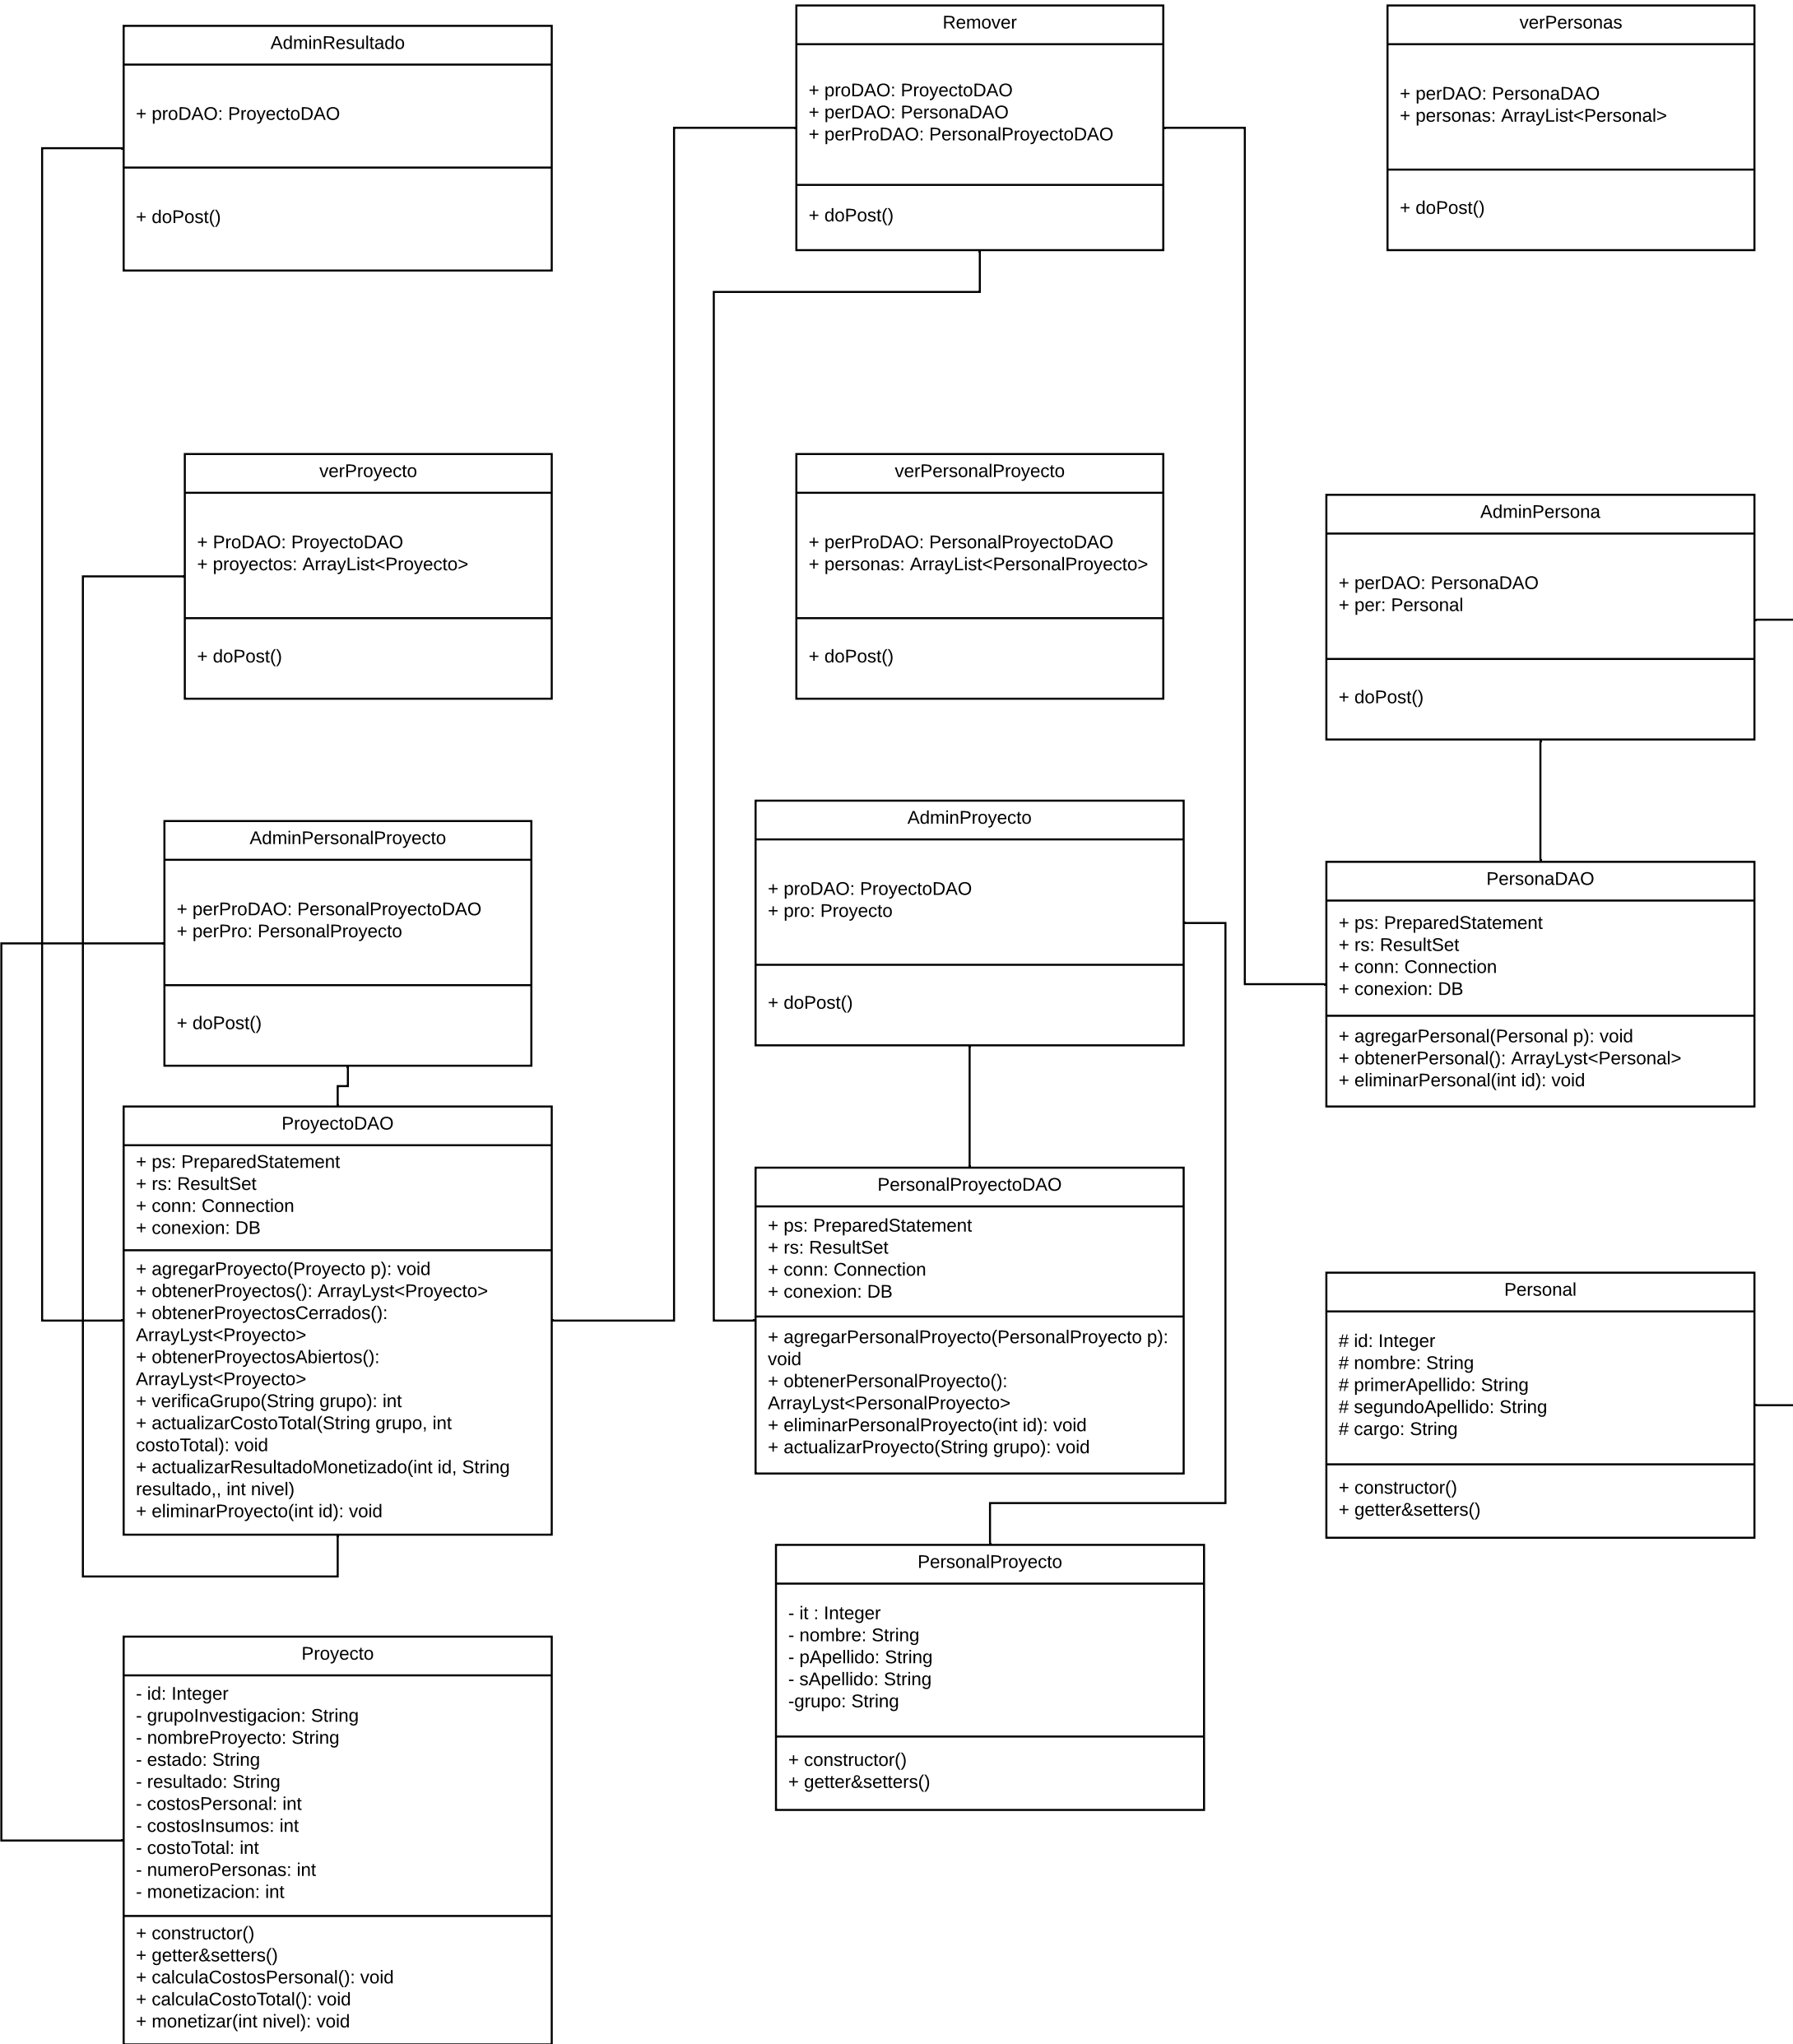 AdminResultado
+ proDAO: ProyectoDAO
+ doPost()
Remover
+ proDAO: ProyectoDAO
+ perDAO: PersonaDAO
+ perProDAO: PersonalProyectoDAO
+ doPost()
verPersonas
+ perDAO: PersonaDAO
+ personas: ArrayList<Personal>
+ doPost()
verProyecto
+ ProDAO: ProyectoDAO
+ proyectos: ArrayList<Proyecto>
+ doPost()
verPersonalProyecto
+ perProDAO: PersonalProyectoDAO
+ personas: ArrayList<PersonalProyecto>
+ doPost()
AdminPersona
+ perDAO: PersonaDAO
+ per: Personal
+ doPost()
AdminPersonalProyecto
+ perProDAO: PersonalProyectoDAO
+ perPro: PersonalProyecto
+ doPost()
AdminProyecto
+ proDAO: ProyectoDAO
+ pro: Proyecto
+ doPost()
PersonaDAO
+ ps: PreparedStatement
+ rs: ResultSet
+ conn: Connection
+ conexion: DB
+ agregarPersonal(Personal p): void
+ obtenerPersonal(): ArrayLyst<Personal>
+ eliminarPersonal(int id): void
ProyectoDAO
+ ps: PreparedStatement
+ rs: ResultSet
+ conn: Connection
+ conexion: DB
+ agregarProyecto(Proyecto p): void
+ obtenerProyectos(): ArrayLyst<Proyecto>
+ obtenerProyectosCerrados():
ArrayLyst<Proyecto>
+ obtenerProyectosAbiertos():
ArrayLyst<Proyecto>
+ verificaGrupo(String grupo): int
+ actualizarCostoTotal(String grupo, int
costoTotal): void
+ actualizarResultadoMonetizado(int id, String
resultado,, int nivel)
+ eliminarProyecto(int id): void
PersonalProyectoDAO
+ ps: PreparedStatement
+ rs: ResultSet
+ conn: Connection
+ conexion: DB
+ agregarPersonalProyecto(PersonalProyecto p):
void
+ obtenerPersonalProyecto():
ArrayLyst<PersonalProyecto>
+ eliminarPersonalProyecto(int id): void
+ actualizarProyecto(String grupo): void
Personal
# id: Integer
# nombre: String
# primerApellido: String
# segundoApellido: String
# cargo: String
+ constructor()
+ getter&setters()
PersonalProyecto
- it : Integer
- nombre: String
- pApellido: String
- sApellido: String
-grupo: String
+ constructor()
+ getter&setters()
Proyecto
- id: Integer
- grupoInvestigacion: String
- nombreProyecto: String
- estado: String
- resultado: String
- costosPersonal: int
- costosInsumos: int
- costoTotal: int
- numeroPersonas: int
- monetizacion: int
+ constructor()
+ getter&setters()
+ calculaCostosPersonal(): void
+ calculaCostoTotal(): void
+ monetizar(int nivel): void